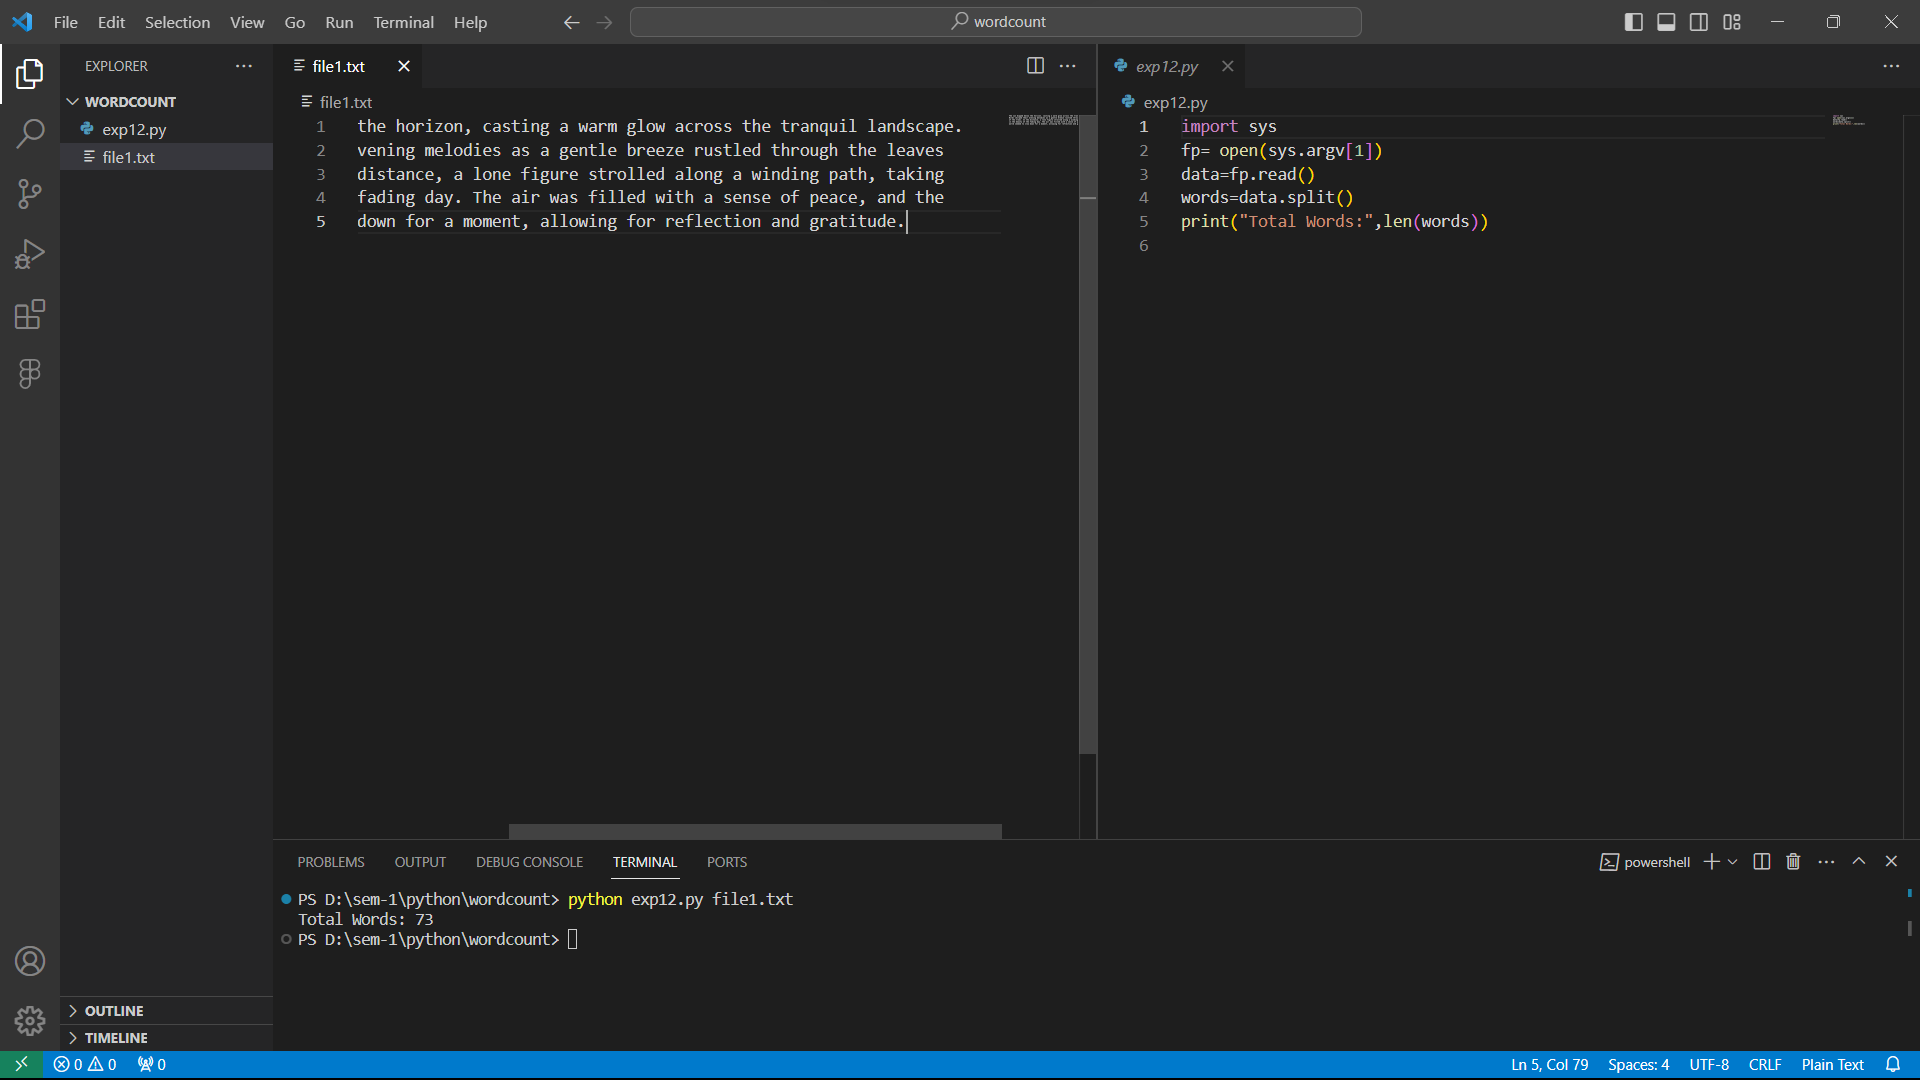 File Edit Selection View Go Run Terminal Help
wordcount
EXPLORER
WORDCOUNT
exp12.py
file1.txt
OUTLINE
TIMELINE
file1.txt
file1.txt
1 the horizon, casting a warm glow across the tranquil landscape.
2 vening melodies as a gentle breeze rustled through the leaves
3 distance, a lone figure strolled along a winding path, taking
4 fading day. The air was filled with a sense of peace, and the
5 down for a moment, allowing for reflection and gratitude.
exp12.py
exp12.py
1 import sys
2 fp= open(sys.argv[1])
3 data=fp.read()
4 words=data.split()
5 print("Total Words:",len(words))
6
PROBLEMS OUTPUT DEBUG CONSOLE TERMINAL PORTS
powershell
PS D:\sem-1\python\wordcount> python exp12.py file1.txt
Total Words: 73
PS D:\sem-1\python\wordcount>
0 0 0
Ln 5, Col 79 Spaces: 4 UTF-8 CRLF Plain Text